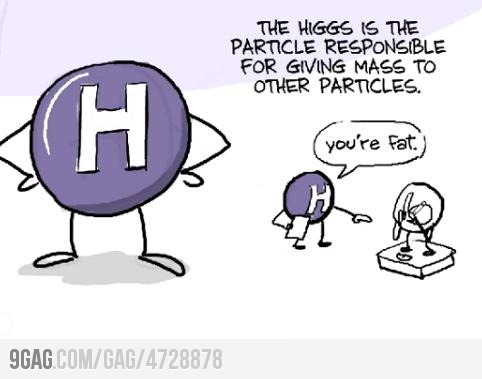 THE HIGGS IS THE
PARTICLE RESPONSIBLE
FOR GIVING MASS TO
OTHER PARTICLES.
H
you're fat.
H
9GAG.COM/GAG/4728878